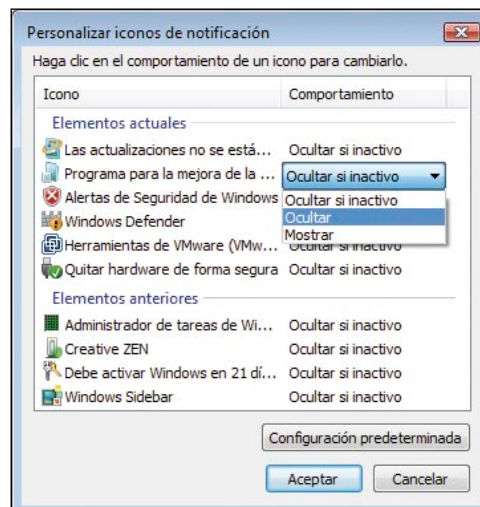 Personalizar iconos de notificación
Haga clic en el comportamiento de un icono para cambiarlo.
Icono Comportamiento
Elementos actuales
Las actualizaciones no se está... Ocultar si inactivo
Programa para la mejora de la ... Ocultar si inactivo
Alertas de Seguridad de Windows Ocultar si inactivo
Windows Defender Ocultar
Mostrar
Herramientas de VMware (VMw... Ocultar si inactivo
Quitar hardware de forma segura Ocultar si inactivo
Elementos anteriores
Administrador de tareas de Wi... Ocultar si inactivo
Creative ZEN Ocultar si inactivo
Debe activar Windows en 21 dí... Ocultar si inactivo
Windows Sidebar Ocultar si inactivo
Configuración predeterminada
Aceptar Cancelar